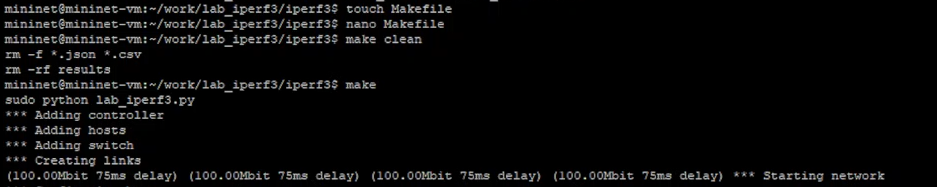 mininet@mininet-vm:~/work/lab_iperf3/iperf3$ touch Makefile
mininet@mininet-vm:~/work/lab_iperf3/iperf3$ nano Makefile
mininet@mininet-vm:~/work/lab_iperf3/iperf3$ make clean
rm -f *.json *.csv
rm -rf results
mininet@mininet-vm:~/work/lab_iperf3/iperf3$ make
sudo python lab_iperf3.py
*** Adding controller
*** Adding hosts
*** Adding switch
*** Creating links
(100.00Mbit 75ms delay) (100.00Mbit 75ms delay) (100.00Mbit 75ms delay) (100.00Mbit 75ms delay) *** Starting network